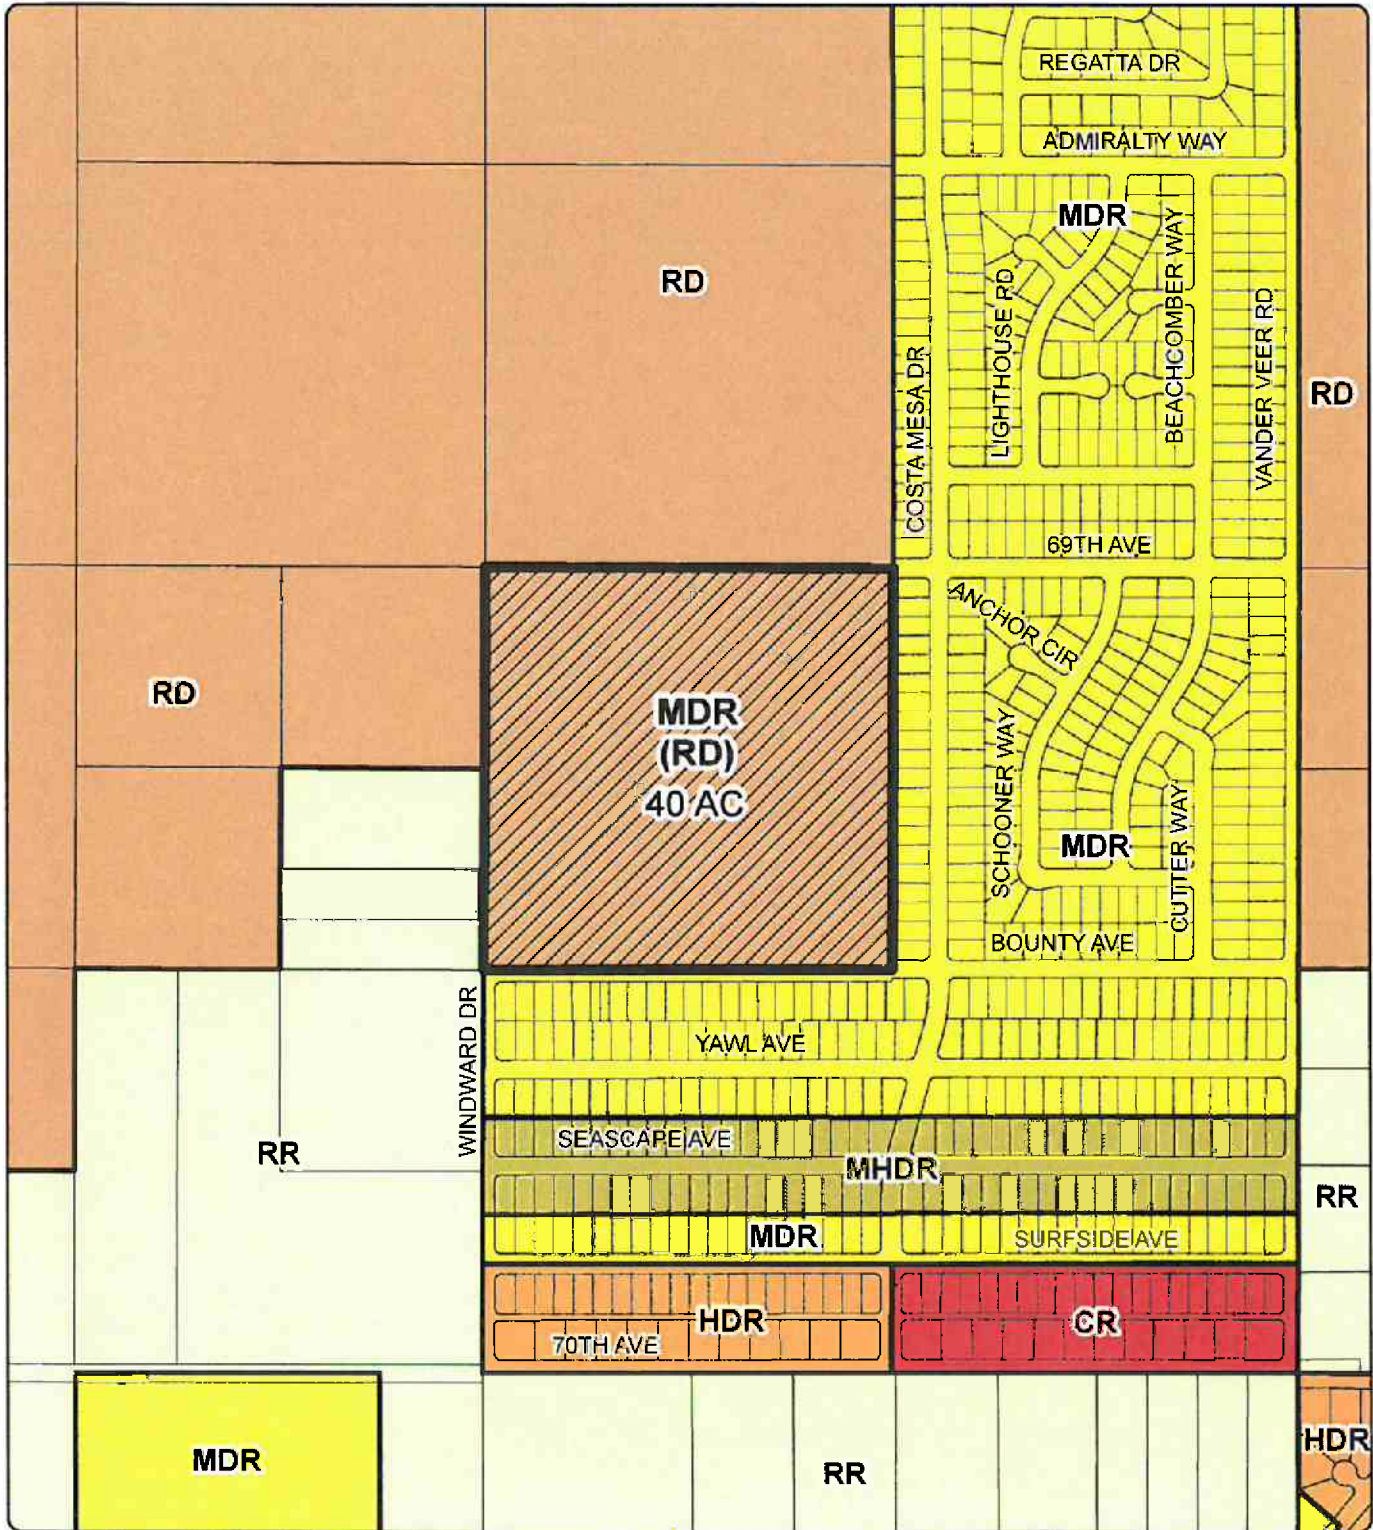 REGATTA DR
ADMIRALTY WAY
MDR
RD
LIGHTHOUSE RD
BEACHCOMBER WAY
VANDER VEER RD
COSTA MESA DR
RD
69TH AVE
ANCHOR CIR
RD
MDR
(RD)
40 AC
SCHOONER WAY
MDR
CUTTER WAY
BOUNTY AVE
WINDWARD DR
YAWL AVE
SEASCAPE AVE
RR
MHDR
RR
MDR
SURFSIDE AVE
HDR
CR
70TH AVE
MDR
RR
HDR